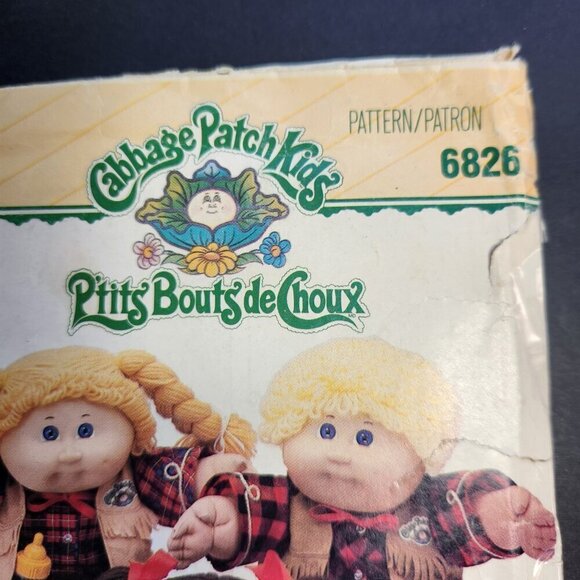 Cabbage Patch Kids
PATTERN/PATRON
6826
P'tits Bouts de Choux